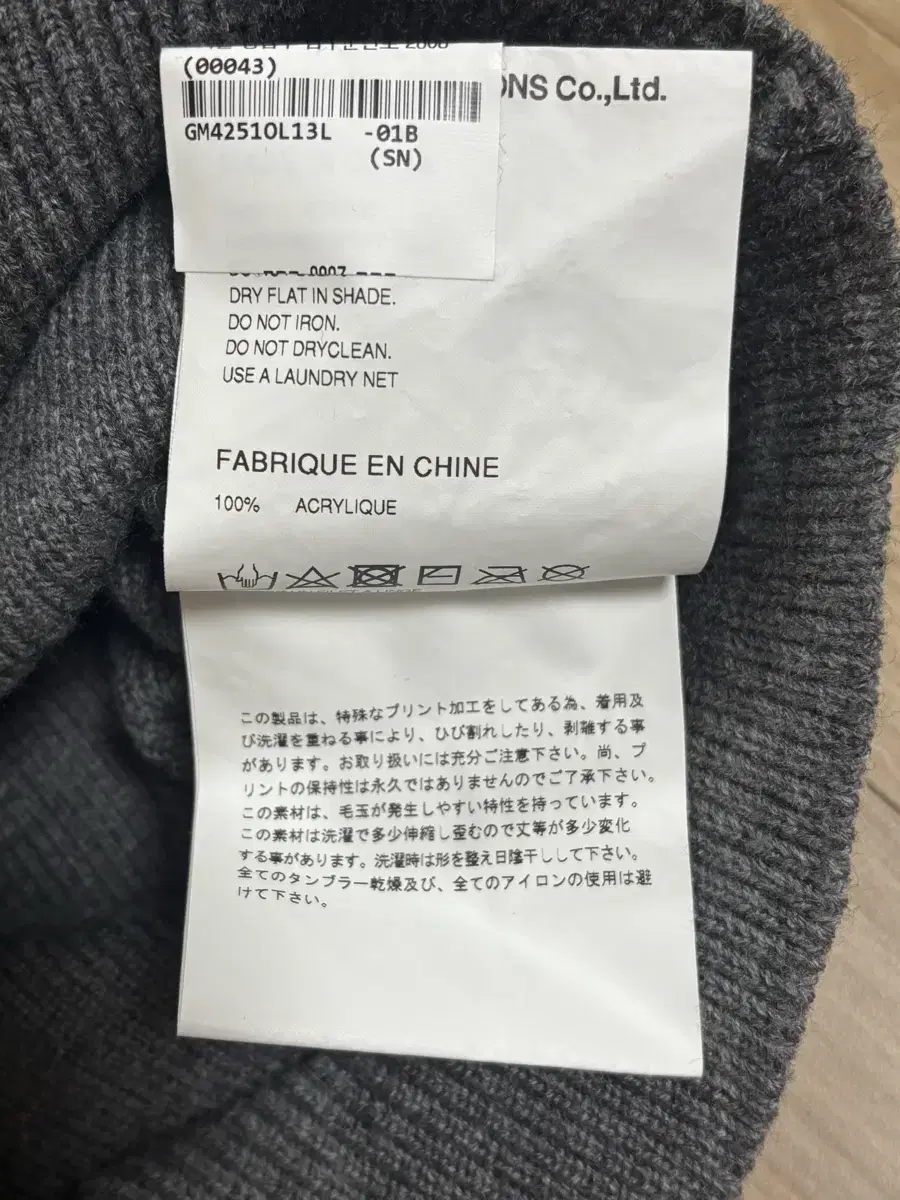 (00043)
GM4251OL13L -01B
(SN)
ONS Co.,Ltd.
DRY FLAT IN SHADE.
DO NOT IRON.
DO NOT DRYCLEAN.
USE A LAUNDRY NET
FABRIQUE EN CHINE
100% ACRYLIQUE
この製品は、特殊なプリント加工をしてある為、着用及
び洗濯を重ねる事により、ひび割れしたり、剥離する事
があります。お取り扱いには充分ご注意下さい。尚、プ
リントの保持性は永久ではありませんのでご了承下さい。
この素材は、毛玉が発生しやすい特性を持っています。
この素材は洗濯で多少伸縮し歪むので丈等が多少変化
する事があります。洗濯時は形を整え日陰干しして下さい。
全てのタンブラー乾燥及び、全てのアイロンの使用は避
けて下さい。